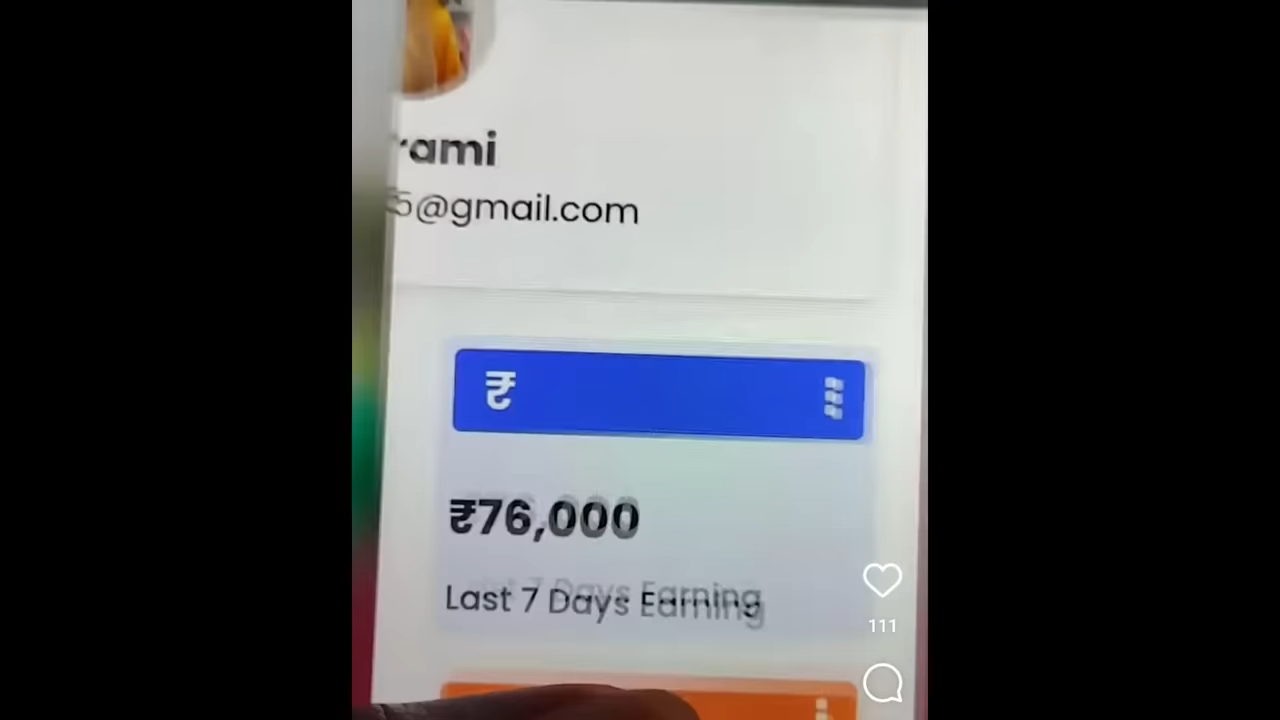 rami
5@gmail.com
₹
₹76,000
Last 7 Days Earning
111